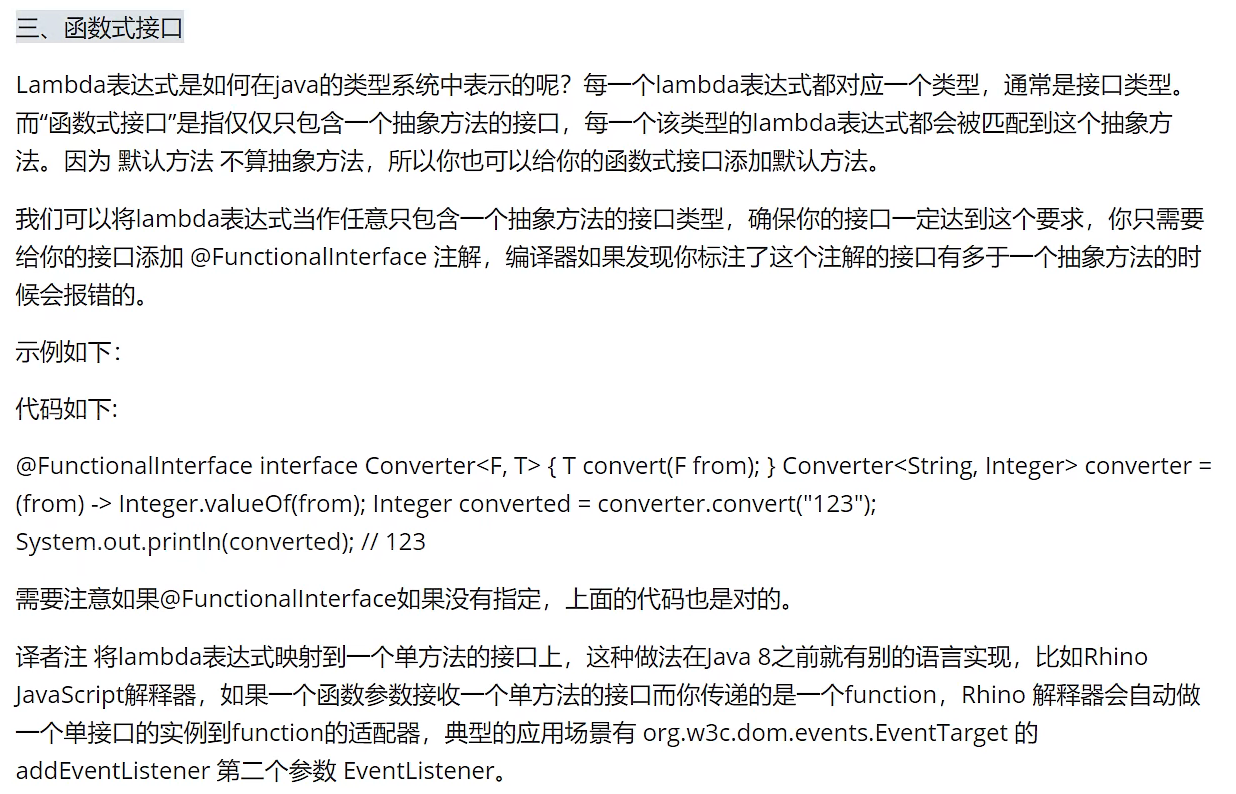 三、函数式接口
Lambda表达式是如何在java的类型系统中表示的呢？每一个lambda表达式都对应一个类型，通常是接口类型。
而“函数式接口”是指仅仅只包含一个抽象方法的接口，每一个该类型的lambda表达式都会被匹配到这个抽象方
法。因为 默认方法 不算抽象方法，所以你也可以给你的函数式接口添加默认方法。
我们可以将lambda表达式当作任意只包含一个抽象方法的接口类型，确保你的接口一定达到这个要求，你只需要
给你的接口添加 @FunctionalInterface 注解，编译器如果发现你标注了这个注解的接口有多于一个抽象方法的时
候会报错的。
示例如下：
代码如下:
@FunctionalInterface interface Converter<F, T> { T convert(F from); } Converter<String, Integer> converter =
(from) -> Integer.valueOf(from); Integer converted = converter.convert("123");
System.out.println(converted); // 123
需要注意如果@FunctionalInterface如果没有指定，上面的代码也是对的。
译者注 将lambda表达式映射到一个单方法的接口上，这种做法在Java 8之前就有别的语言实现，比如Rhino
JavaScript解释器，如果一个函数参数接收一个单方法的接口而你传递的是一个function，Rhino 解释器会自动做
一个单接口的实例到function的适配器，典型的应用场景有 org.w3c.dom.events.EventTarget 的
addEventListener 第二个参数 EventListener。